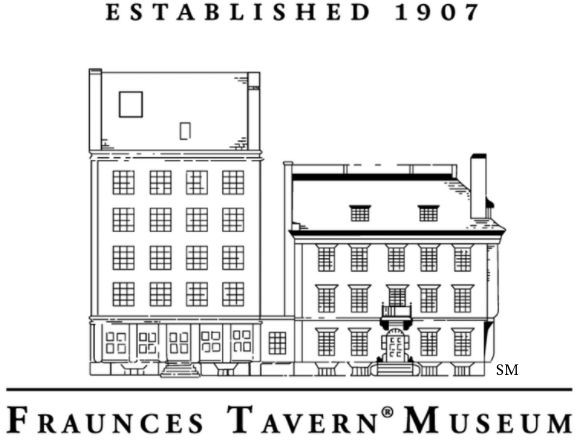 ESTABLISHED 1907
SM
FRAUNCES TAVERN® MUSEUM